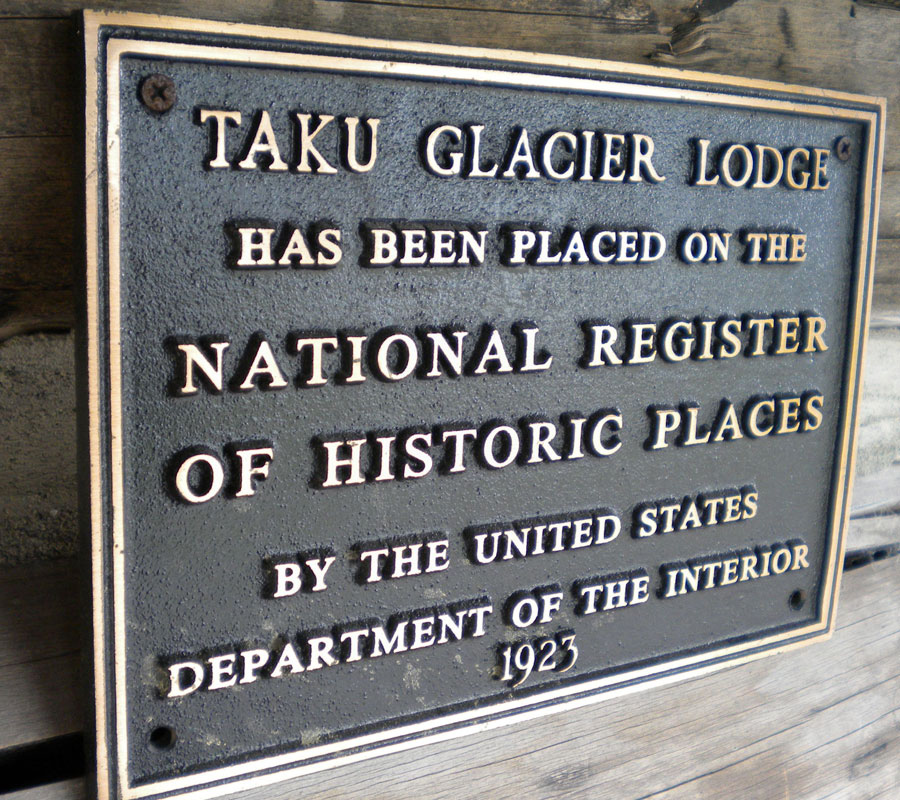 TAKU GLACIER LODGE
HAS BEEN PLACED ON THE
NATIONAL REGISTER
OF HISTORIC PLACES
BY THE UNITED STATES
DEPARTMENT OF THE INTERIOR
1923